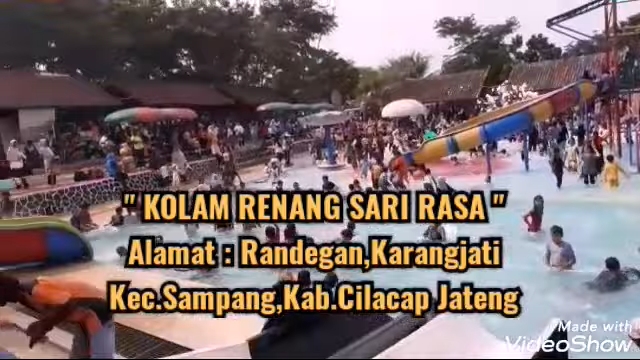 " KOLAM RENANG SARI RASA "
Alamat : Randegan,Karangjati
Kec.Sampang,Kab.Cilacap Jateng
Made with
VideoShow